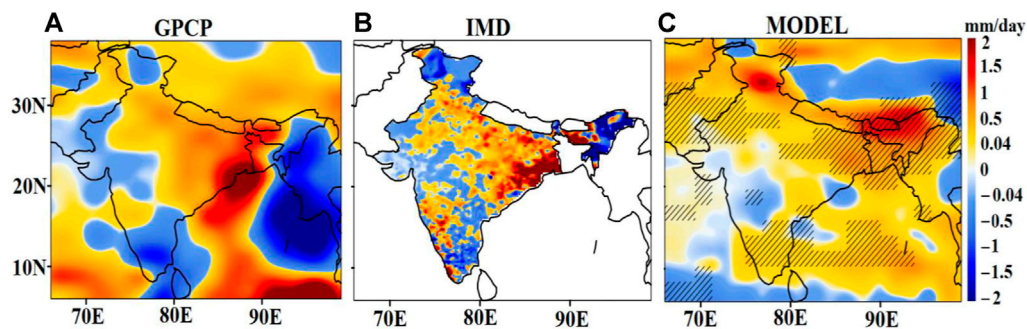 A GPCP
B IMD
C MODEL
mm/day
30N
20N
10N
70E 80E 90E
70E 80E 90E
70E 80E 90E
2
1.5
1
0.5
0.04
0
−0.04
−0.5
−1
−1.5
−2